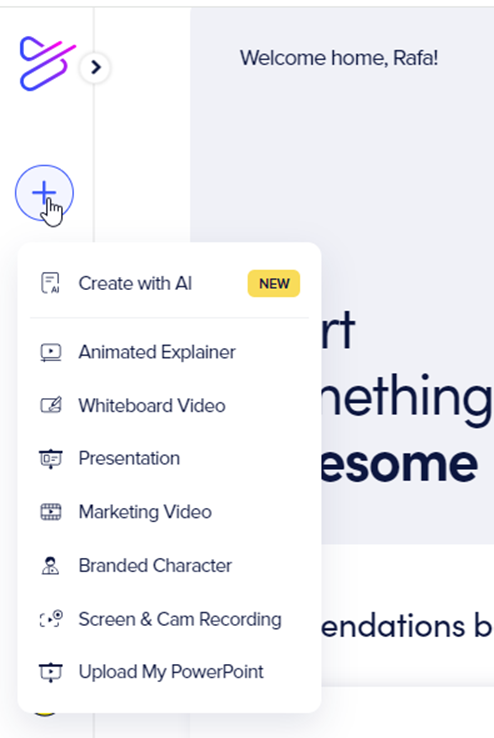 Welcome home, Rafa!
AI
Create with AI
NEW
Animated Explainer
Whiteboard Video
Presentation
Marketing Video
Branded Character
Screen & Cam Recording
Upload My PowerPoint
rt
nething
esome
endations b